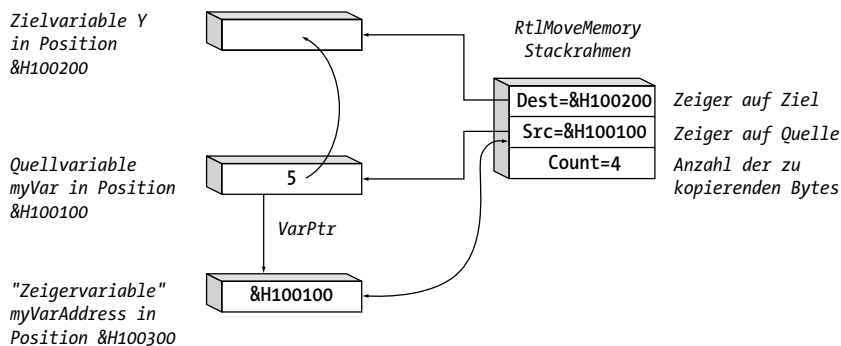 Zielvariable Y
in Position
&H100200
RtlMoveMemory
Stackrahmen
Dest=&H100200
Zeiger auf Ziel
Src=&H100100
Zeiger auf Quelle
Count=4
Anzahl der zu
kopierenden Bytes
Quellvariable
myVar in Position
&H100100
5
VarPtr
"Zeigervariable"
myVarAddress in
Position &H100300
&H100100